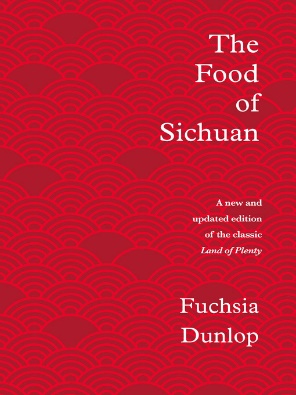 The
Food
of
Sichuan
A new and
updated edition
of the classic
Land of Plenty
Fuchsia
Dunlop